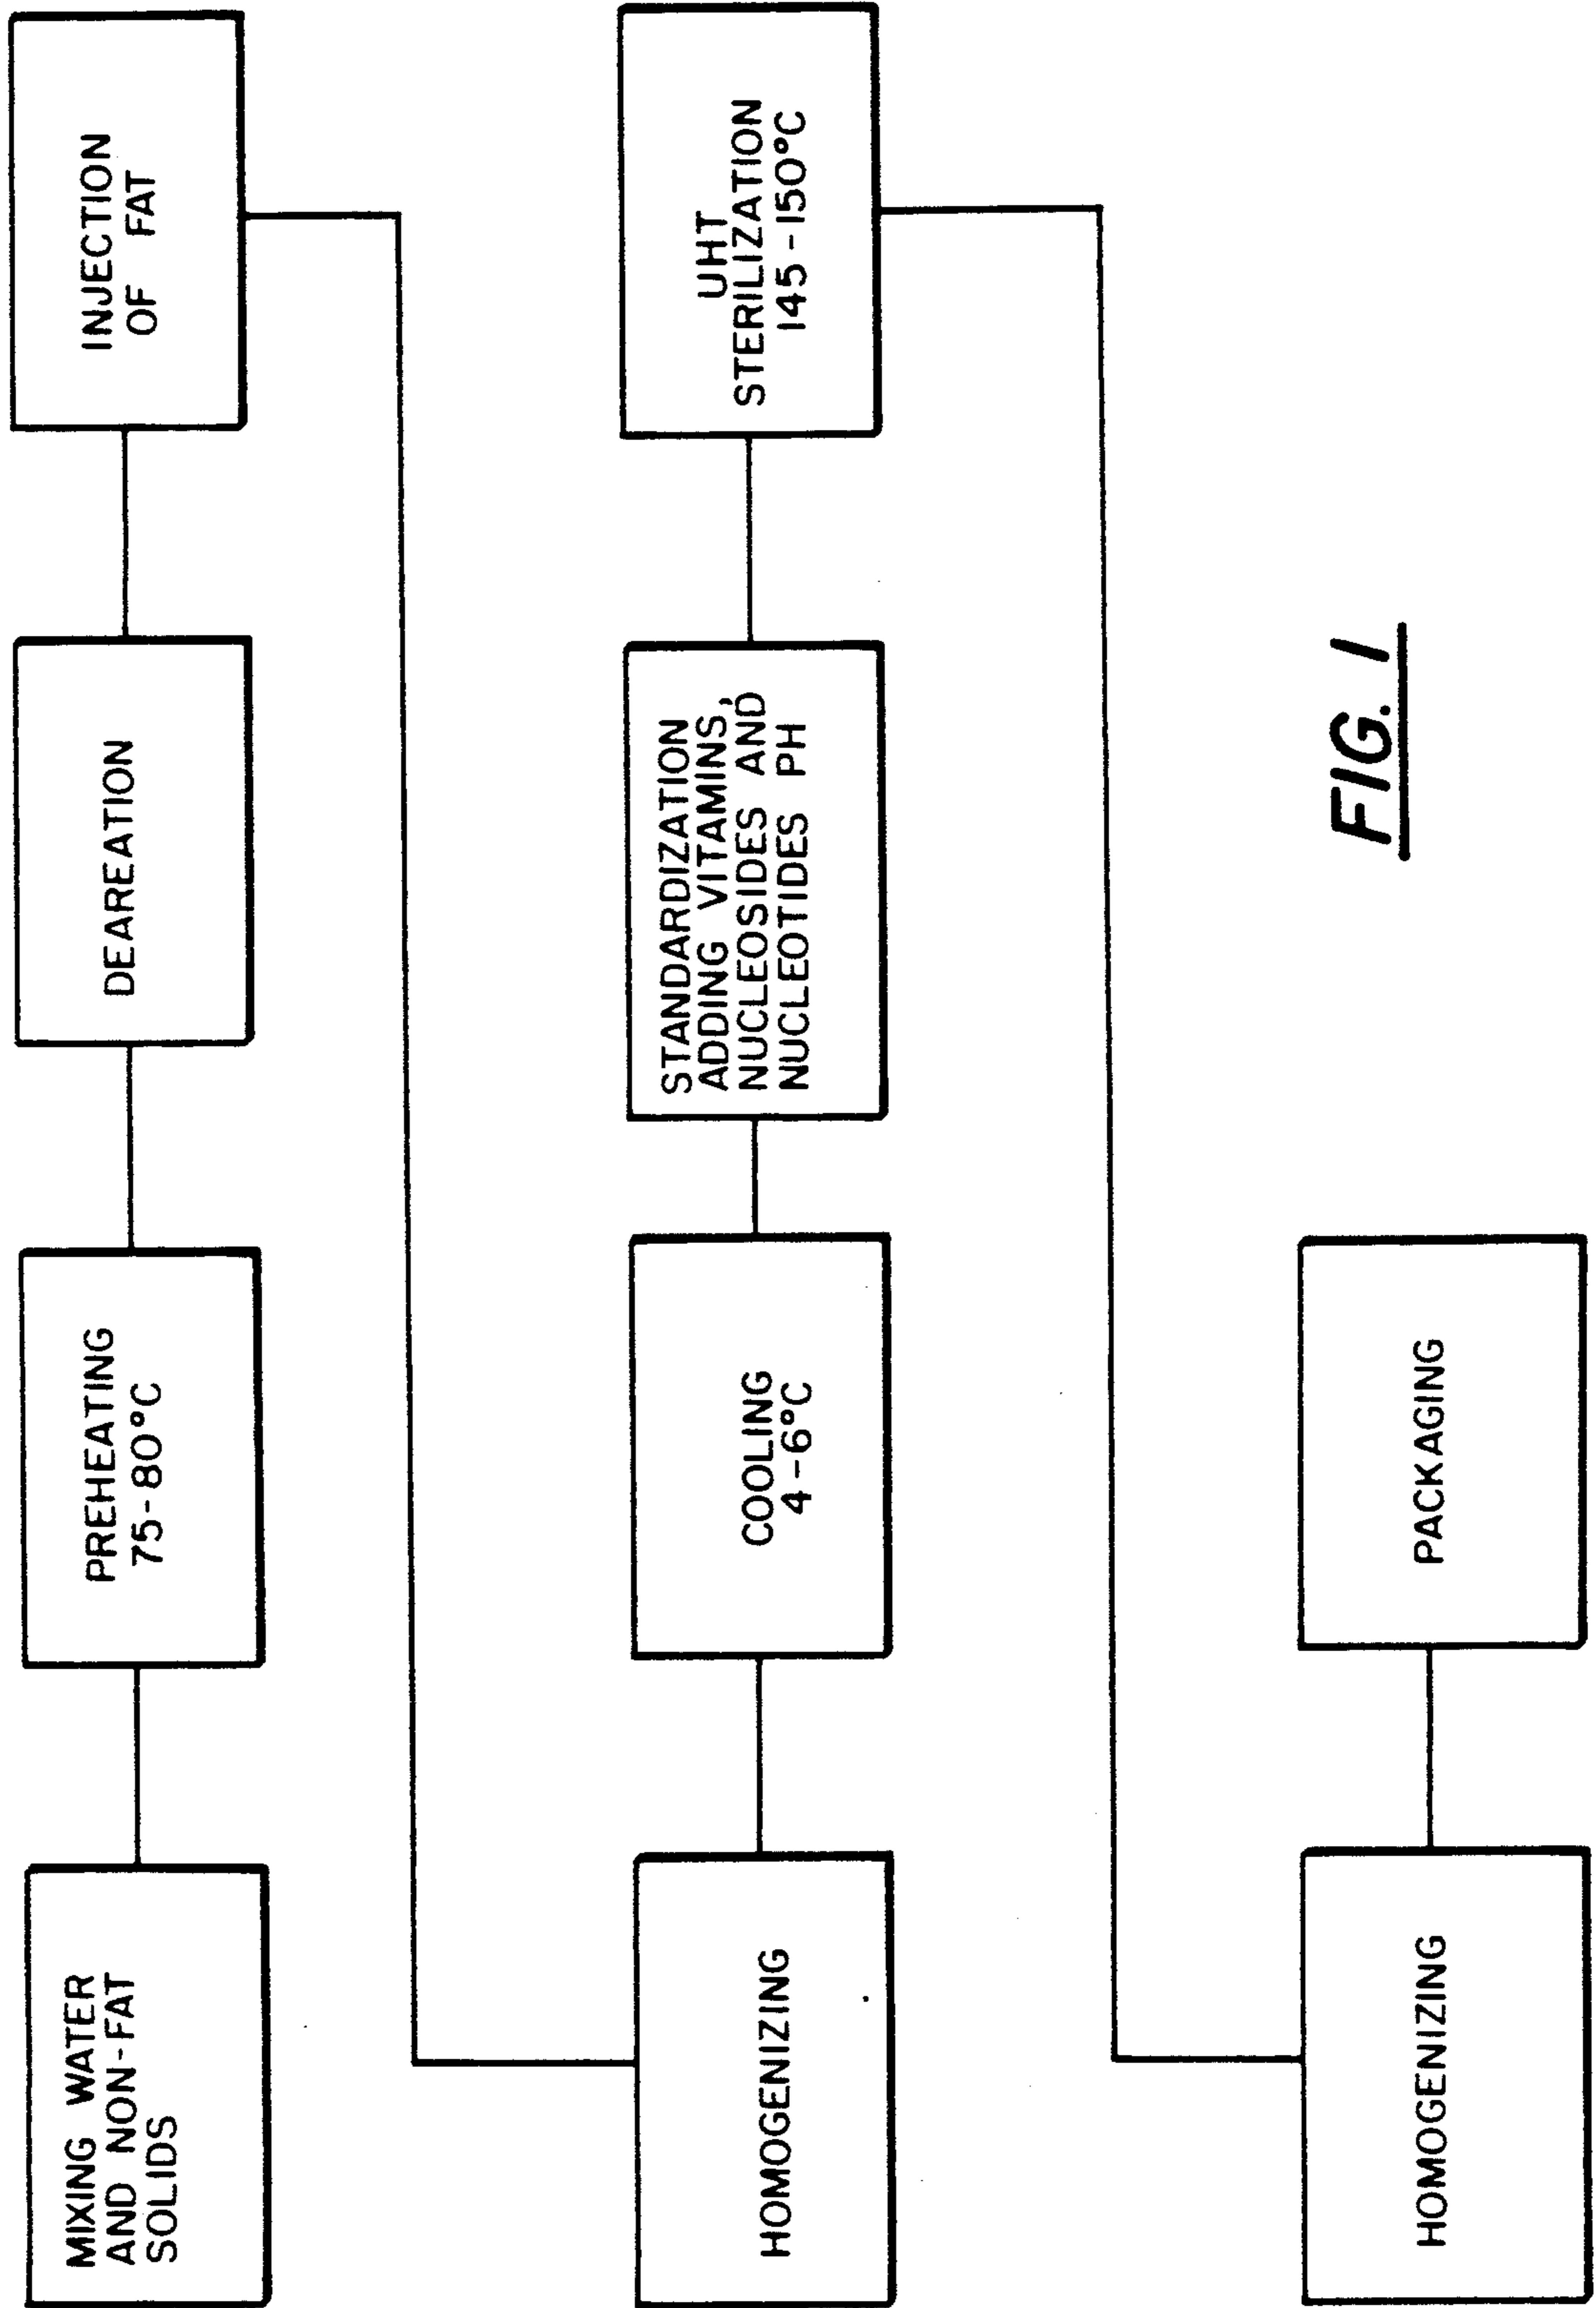 MIXING WATER
AND NON-FAT
SOLIDS
PREHEATING
75-80°C
DEAREATION
INJECTION
OF FAT
HOMOGENIZING
COOLING
4-6°C
STANDARDIZATION
ADDING VITAMINS,
NUCLEOSIDES AND
NUCLEOTIDES PH
UHT
STERILIZATION
145-150°C
HOMOGENIZING
PACKAGING
FIG. 1